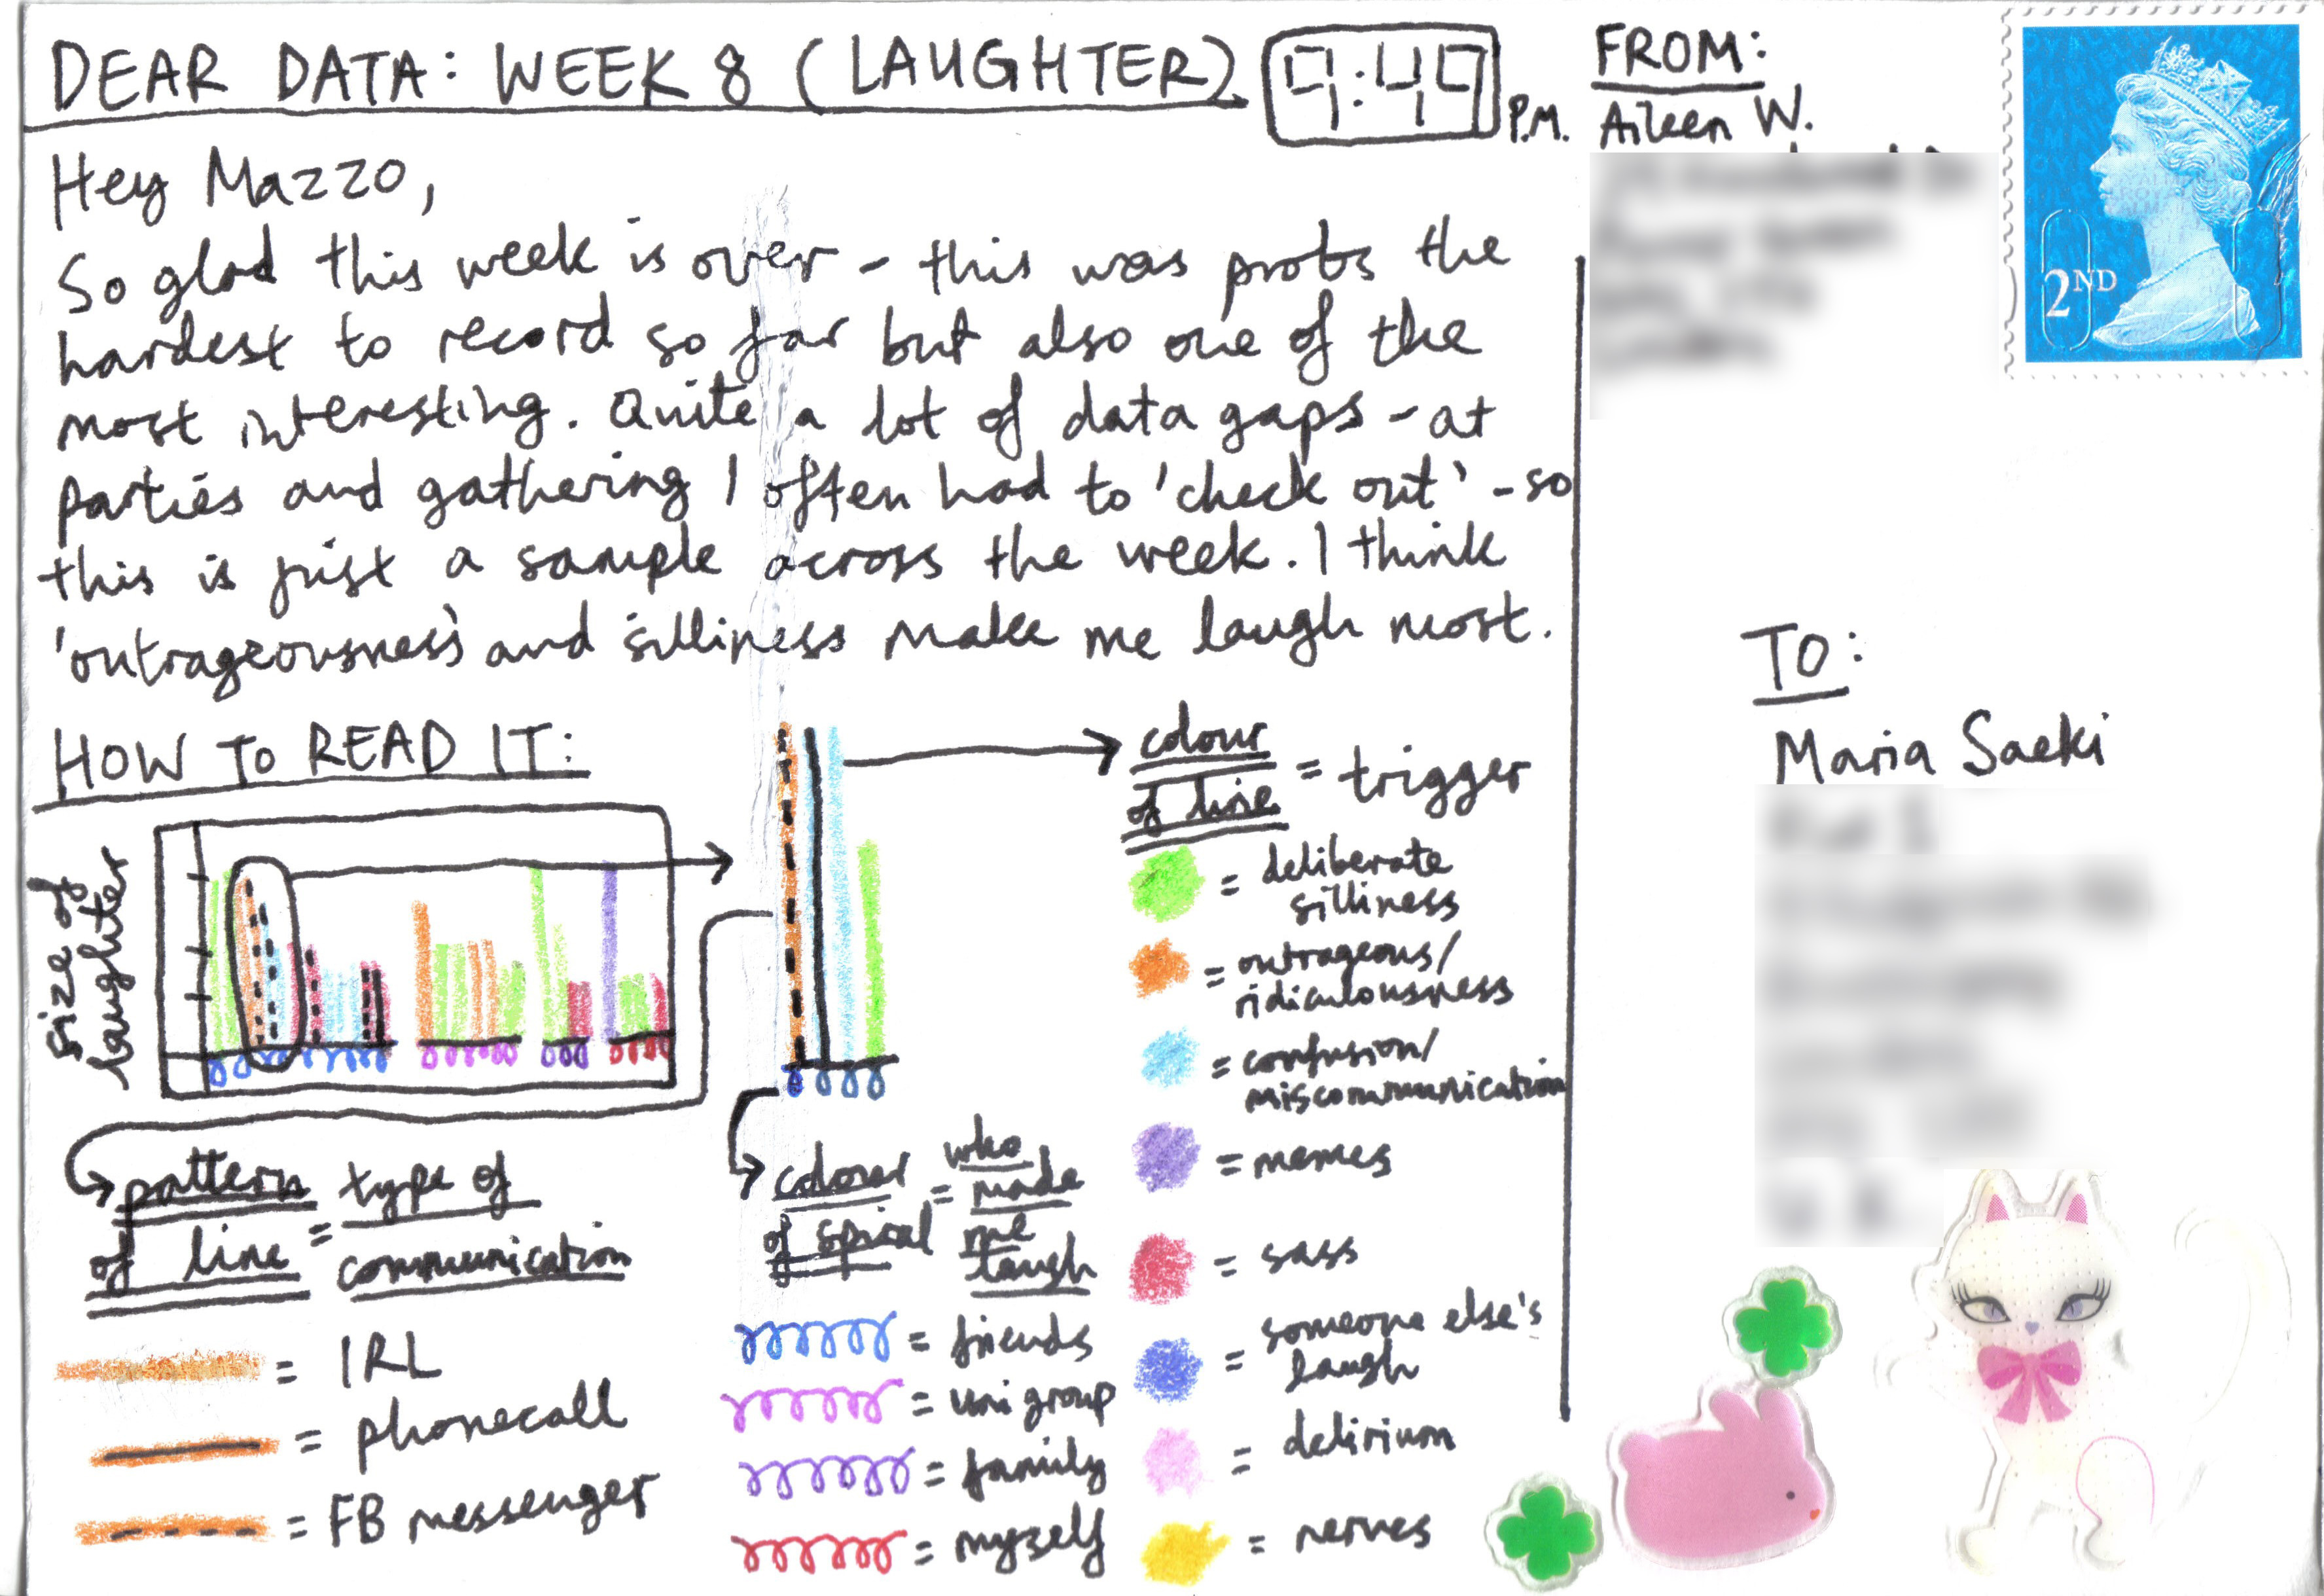 DEAR DATA: WEEK 8 (LAUGHTER)
9:49
P.M.
Hey Mazzo,
So glad this week is over - this was probs the
hardest to record so far but also one of the
most interesting. Quite a lot of data gaps - at
parties and gathering I often had to 'check out' - so
this is just a sample across the week. I think
'outrageousness' and silliness make me laugh most.
FROM:
Aileen W.
2ND
TO:
Maria Saeki
HOW TO READ IT:
size of
laughter
pattern
of line
=
type of
communication
= IRL
= phonecall
= FB messenger
colour
of spiral
=
who
made
me
laugh
= friends
= uni group
= family
= myself
colour
of line
= trigger
= deliberate
silliness
= outrageous/
ridiculousness
= confusion/
miscommunication
= memes
= sass
= someone else's
laugh
= delirium
= nerves